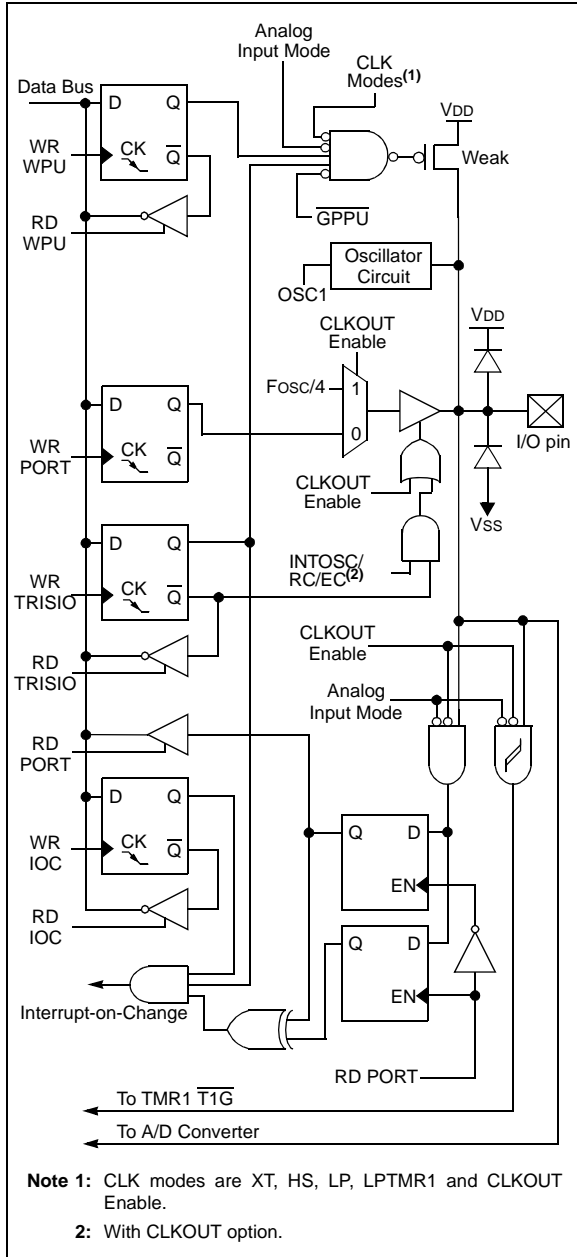 Analog
Input Mode
CLK
Modes(1)
Data Bus
D Q
WR
WPU
CK Q
RD
WPU
VDD
Weak
GPPU
Oscillator
Circuit
OSC1
CLKOUT
Enable
VDD
FOSC/4
1
0
D Q
WR
PORT
CK Q
I/O pin
CLKOUT
Enable
VSS
D Q
WR
TRISIO
CK Q
INTOSC/
RC/EC(2)
RD
TRISIO
CLKOUT
Enable
Analog
Input Mode
RD
PORT
D Q
WR
IOC
CK Q
Q D
EN
RD
IOC
Q D
EN
Interrupt-on-Change
RD PORT
To TMR1 T1G
To A/D Converter
Note 1: CLK modes are XT, HS, LP, LPTMR1 and CLKOUT
Enable.
2: With CLKOUT option.